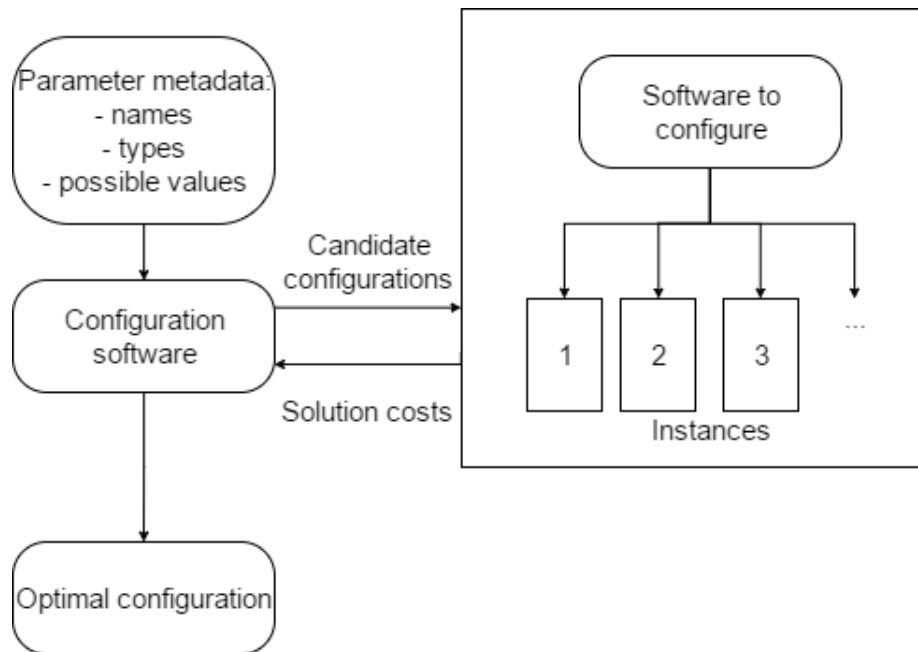 Parameter metadata:
- names
- types
- possible values
Software to
configure
Candidate
configurations
Configuration
software
Solution costs
1
2
3
...
Instances
Optimal configuration